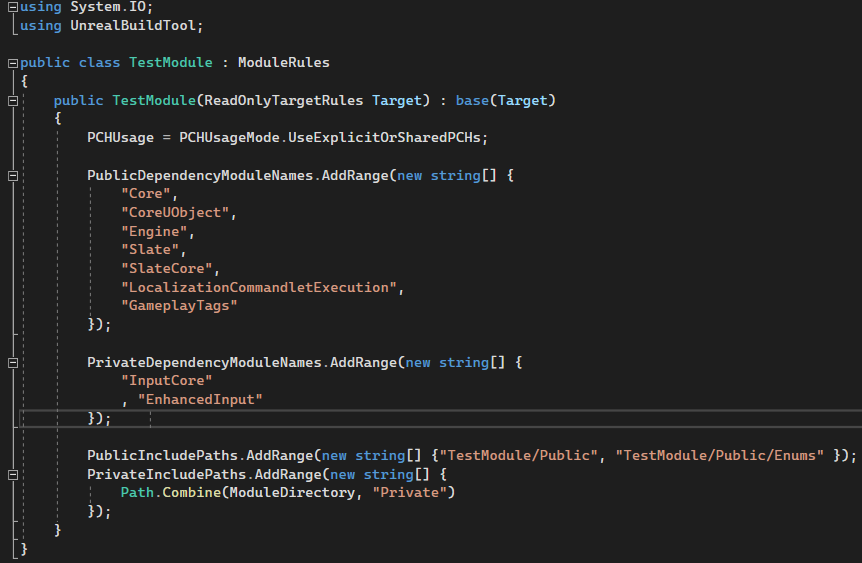 using System.IO;
using UnrealBuildTool;
public class TestModule : ModuleRules
{
public TestModule(ReadOnlyTargetRules Target) : base(Target)
{
PCHUsage = PCHUsageMode.UseExplicitOrSharedPCHs;
PublicDependencyModuleNames.AddRange(new string[] {
"Core",
"CoreUObject",
"Engine",
"Slate",
"SlateCore",
"LocalizationCommandletExecution",
"GameplayTags"
});
PrivateDependencyModuleNames.AddRange(new string[] {
"InputCore"
, "EnhancedInput"
});
PublicIncludePaths.AddRange(new string[] {"TestModule/Public", "TestModule/Public/Enums" });
PrivateIncludePaths.AddRange(new string[] {
Path.Combine(ModuleDirectory, "Private")
});
}
}